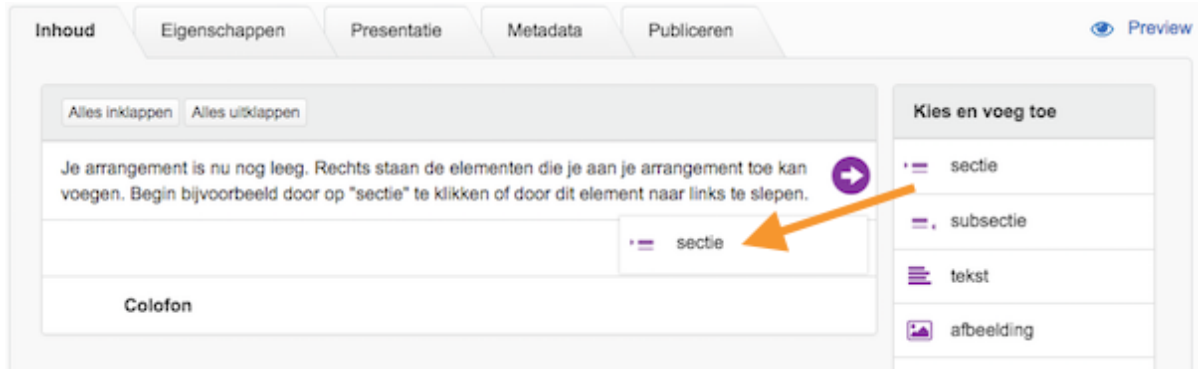 Inhoud Eigenschappen Presentatie Metadata Publiceren Preview
Alles inklappen Alles uitklappen
Kies en voeg toe
Je arrangement is nu nog leeg. Rechts staan de elementen die je aan je arrangement toe kan
voegen. Begin bijvoorbeeld door op "sectie" te klikken of door dit element naar links te slepen.
sectie
Colofon
sectie
subsectie
tekst
afbeelding